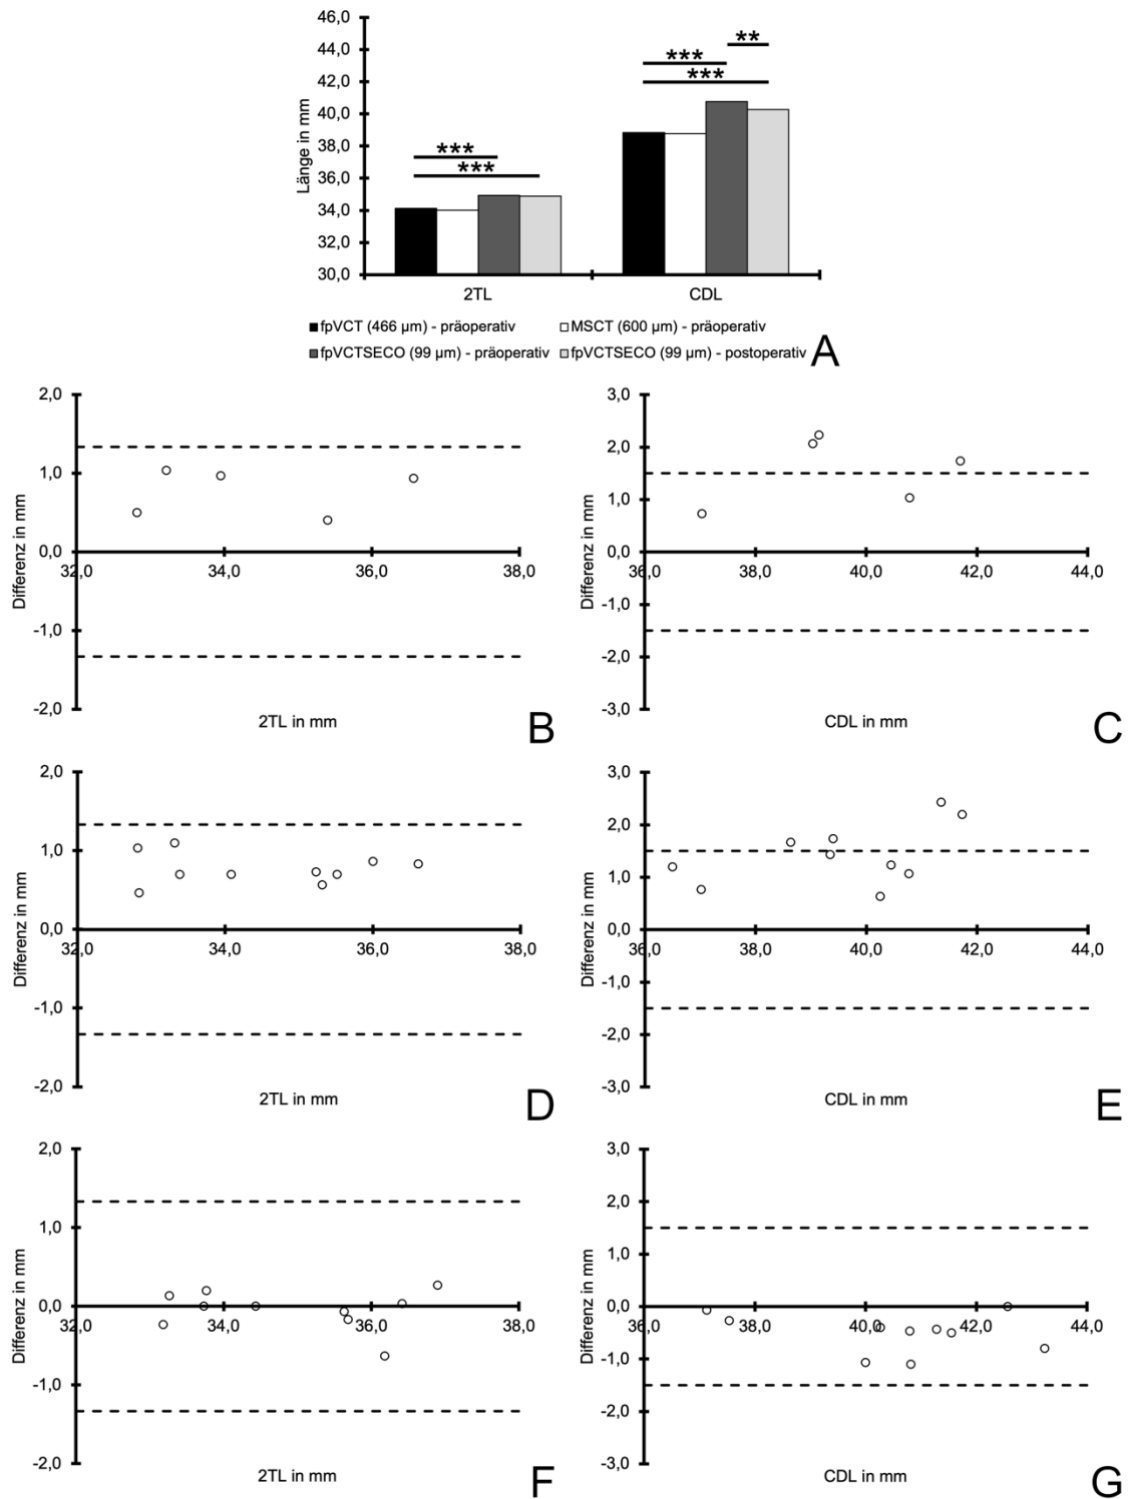 46,0
44,0
42,0
40,0
38,0
36,0
34,0
32,0
30,0
Länge in mm
***
***
***
***
**
2TL
CDL
fpVCT (466 µm) - präoperativ
MSCT (600 µm) - präoperativ
fpVCTSECO (99 µm) - präoperativ
fpVCTSECO (99 µm) - postoperativ
A
2,0
1,0
0,0
-1,0
-2,0
Differenz in mm
32,0
34,0
36,0
38,0
2TL in mm
B
3,0
2,0
1,0
0,0
-1,0
-2,0
-3,0
Differenz in mm
36,0
38,0
40,0
42,0
44,0
CDL in mm
C
2,0
1,0
0,0
-1,0
-2,0
Differenz in mm
32,0
34,0
36,0
38,0
2TL in mm
D
3,0
2,0
1,0
0,0
-1,0
-2,0
-3,0
Differenz in mm
36,0
38,0
40,0
42,0
44,0
CDL in mm
E
2,0
1,0
0,0
-1,0
-2,0
Differenz in mm
32,0
34,0
36,0
38,0
2TL in mm
F
3,0
2,0
1,0
0,0
-1,0
-2,0
-3,0
Differenz in mm
36,0
38,0
40,0
42,0
44,0
CDL in mm
G